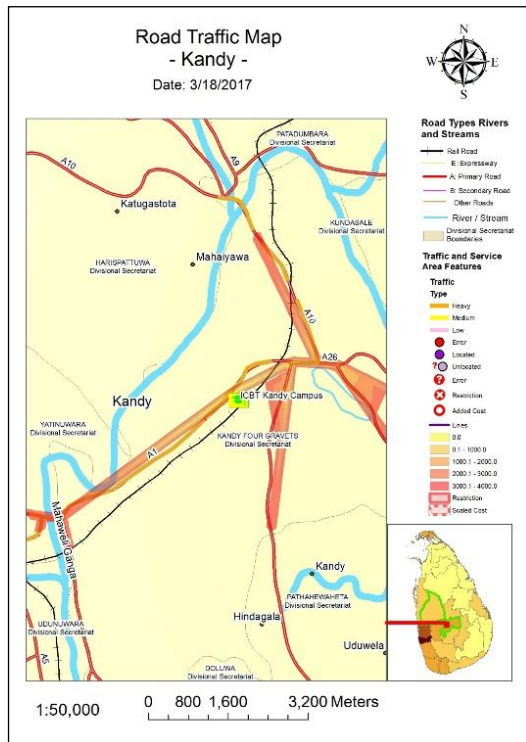 Road Traffic Map
- Kandy -
Date: 3/18/2017
N
W E
S
Road Types Rivers
and Streams
Rail Road
E: Expressway
A: Primary Road
B: Secondary Road
Other Roads
River / Stream
Divisional Secretariat
Boundaries
Traffic and Service
Area Features
Traffic
Type
Heavy
Medium
Low
Error
Located
Unlocated
Error
Restriction
Added Cost
Lines
0.0
0.1 - 1000.0
1000.1 - 2000.0
2000.1 - 3000.0
3000.1 - 4000.0
Restriction
Scaled Cost
PATADUMBARA
Divisional Secretariat
A10
A9
Katugastota
KUNDASALE
Divisional Secretariat
HARISPATTUWA
Divisional Secretariat
Mahaiyawa
A10
A26
Kandy
ICBT Kandy Campus
YATINUWARA
Divisional Secretariat
A1
KANDY FOUR GRAVETS
Divisional Secretariat
Mahaweli Ganga
Kandy
PATHAHEWAHETA
Divisional Secretariat
UDUNUWARA
Divisional Secretariat
Hindagala
A5
DOLUWA
Divisional Secretariat
Uduwela
1:50,000
0 800 1,600 3,200 Meters